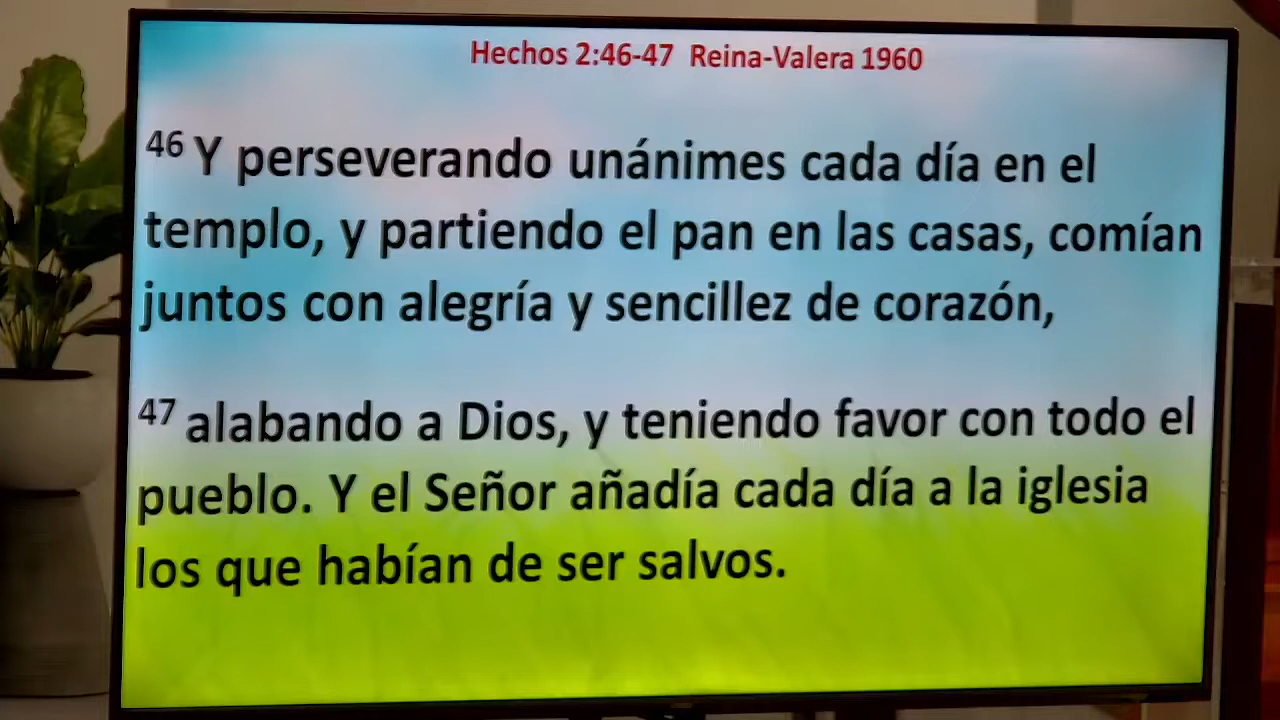 Hechos 2:46-47 Reina-Valera 1960
46 Y perseverando unánimes cada día en el
templo, y partiendo el pan en las casas, comían
juntos con alegría y sencillez de corazón,
47 alabando a Dios, y teniendo favor con todo el
pueblo. Y el Señor añadía cada día a la iglesia
los que habían de ser salvos.